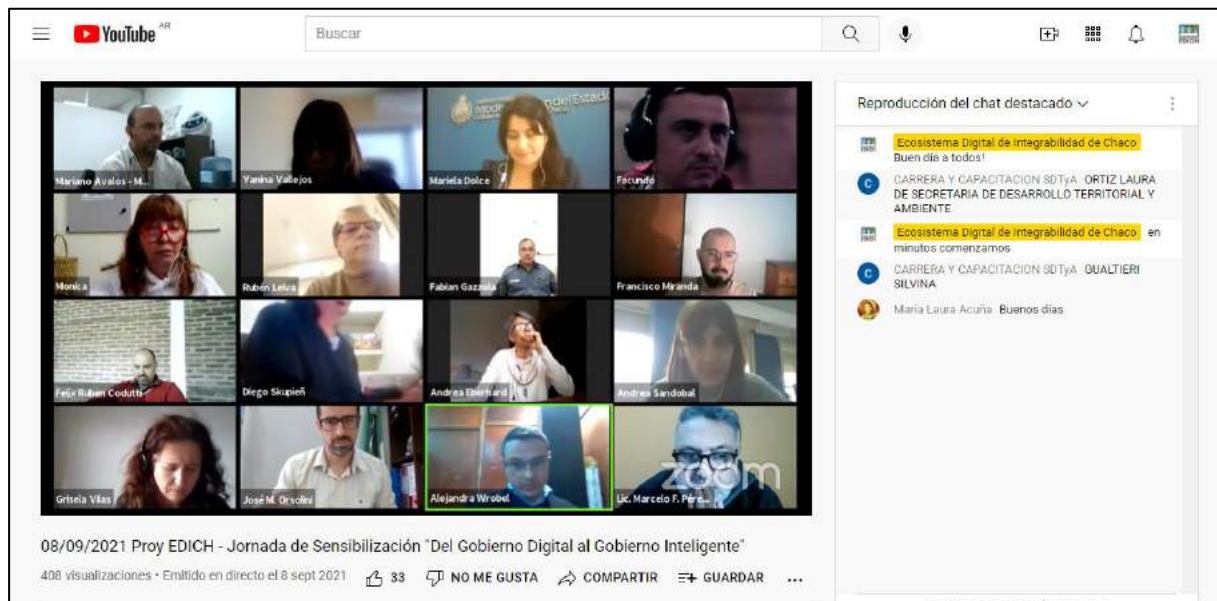 YouTube AR
Buscar
Mariano Avalos - M...
Yanina Vallejos
Mariela Dolce
Facundo
Monica
Rubén Leiva
Fabian Gazzola
Francisco Miranda
Felix Ruben Codutti
Diego Skupieñ
Andrea Eberhard
Andrea Sandobal
Grisela Vilas
José M. Orsolini
Alejandra Wrobel
Lic. Marcelo F. Pére...
zoom
08/09/2021 Proy EDICH - Jornada de Sensibilización "Del Gobierno Digital al Gobierno Inteligente"
408 visualizaciones • Emitido en directo el 8 sept 2021
33
NO ME GUSTA
COMPARTIR
GUARDAR
...
Reproducción del chat destacado
Ecosistema Digital de Integrabilidad de Chaco
Buen día a todos!
C
CARRERA Y CAPACITACION SDTyA ORTIZ LAURA
DE SECRETARIA DE DESARROLLO TERRITORIAL Y
AMBIENTE
Ecosistema Digital de Integrabilidad de Chaco en
minutos comenzamos
C
CARRERA Y CAPACITACION SDTyA GUALTIERI
SILVINA
María Laura Acuña Buenos días